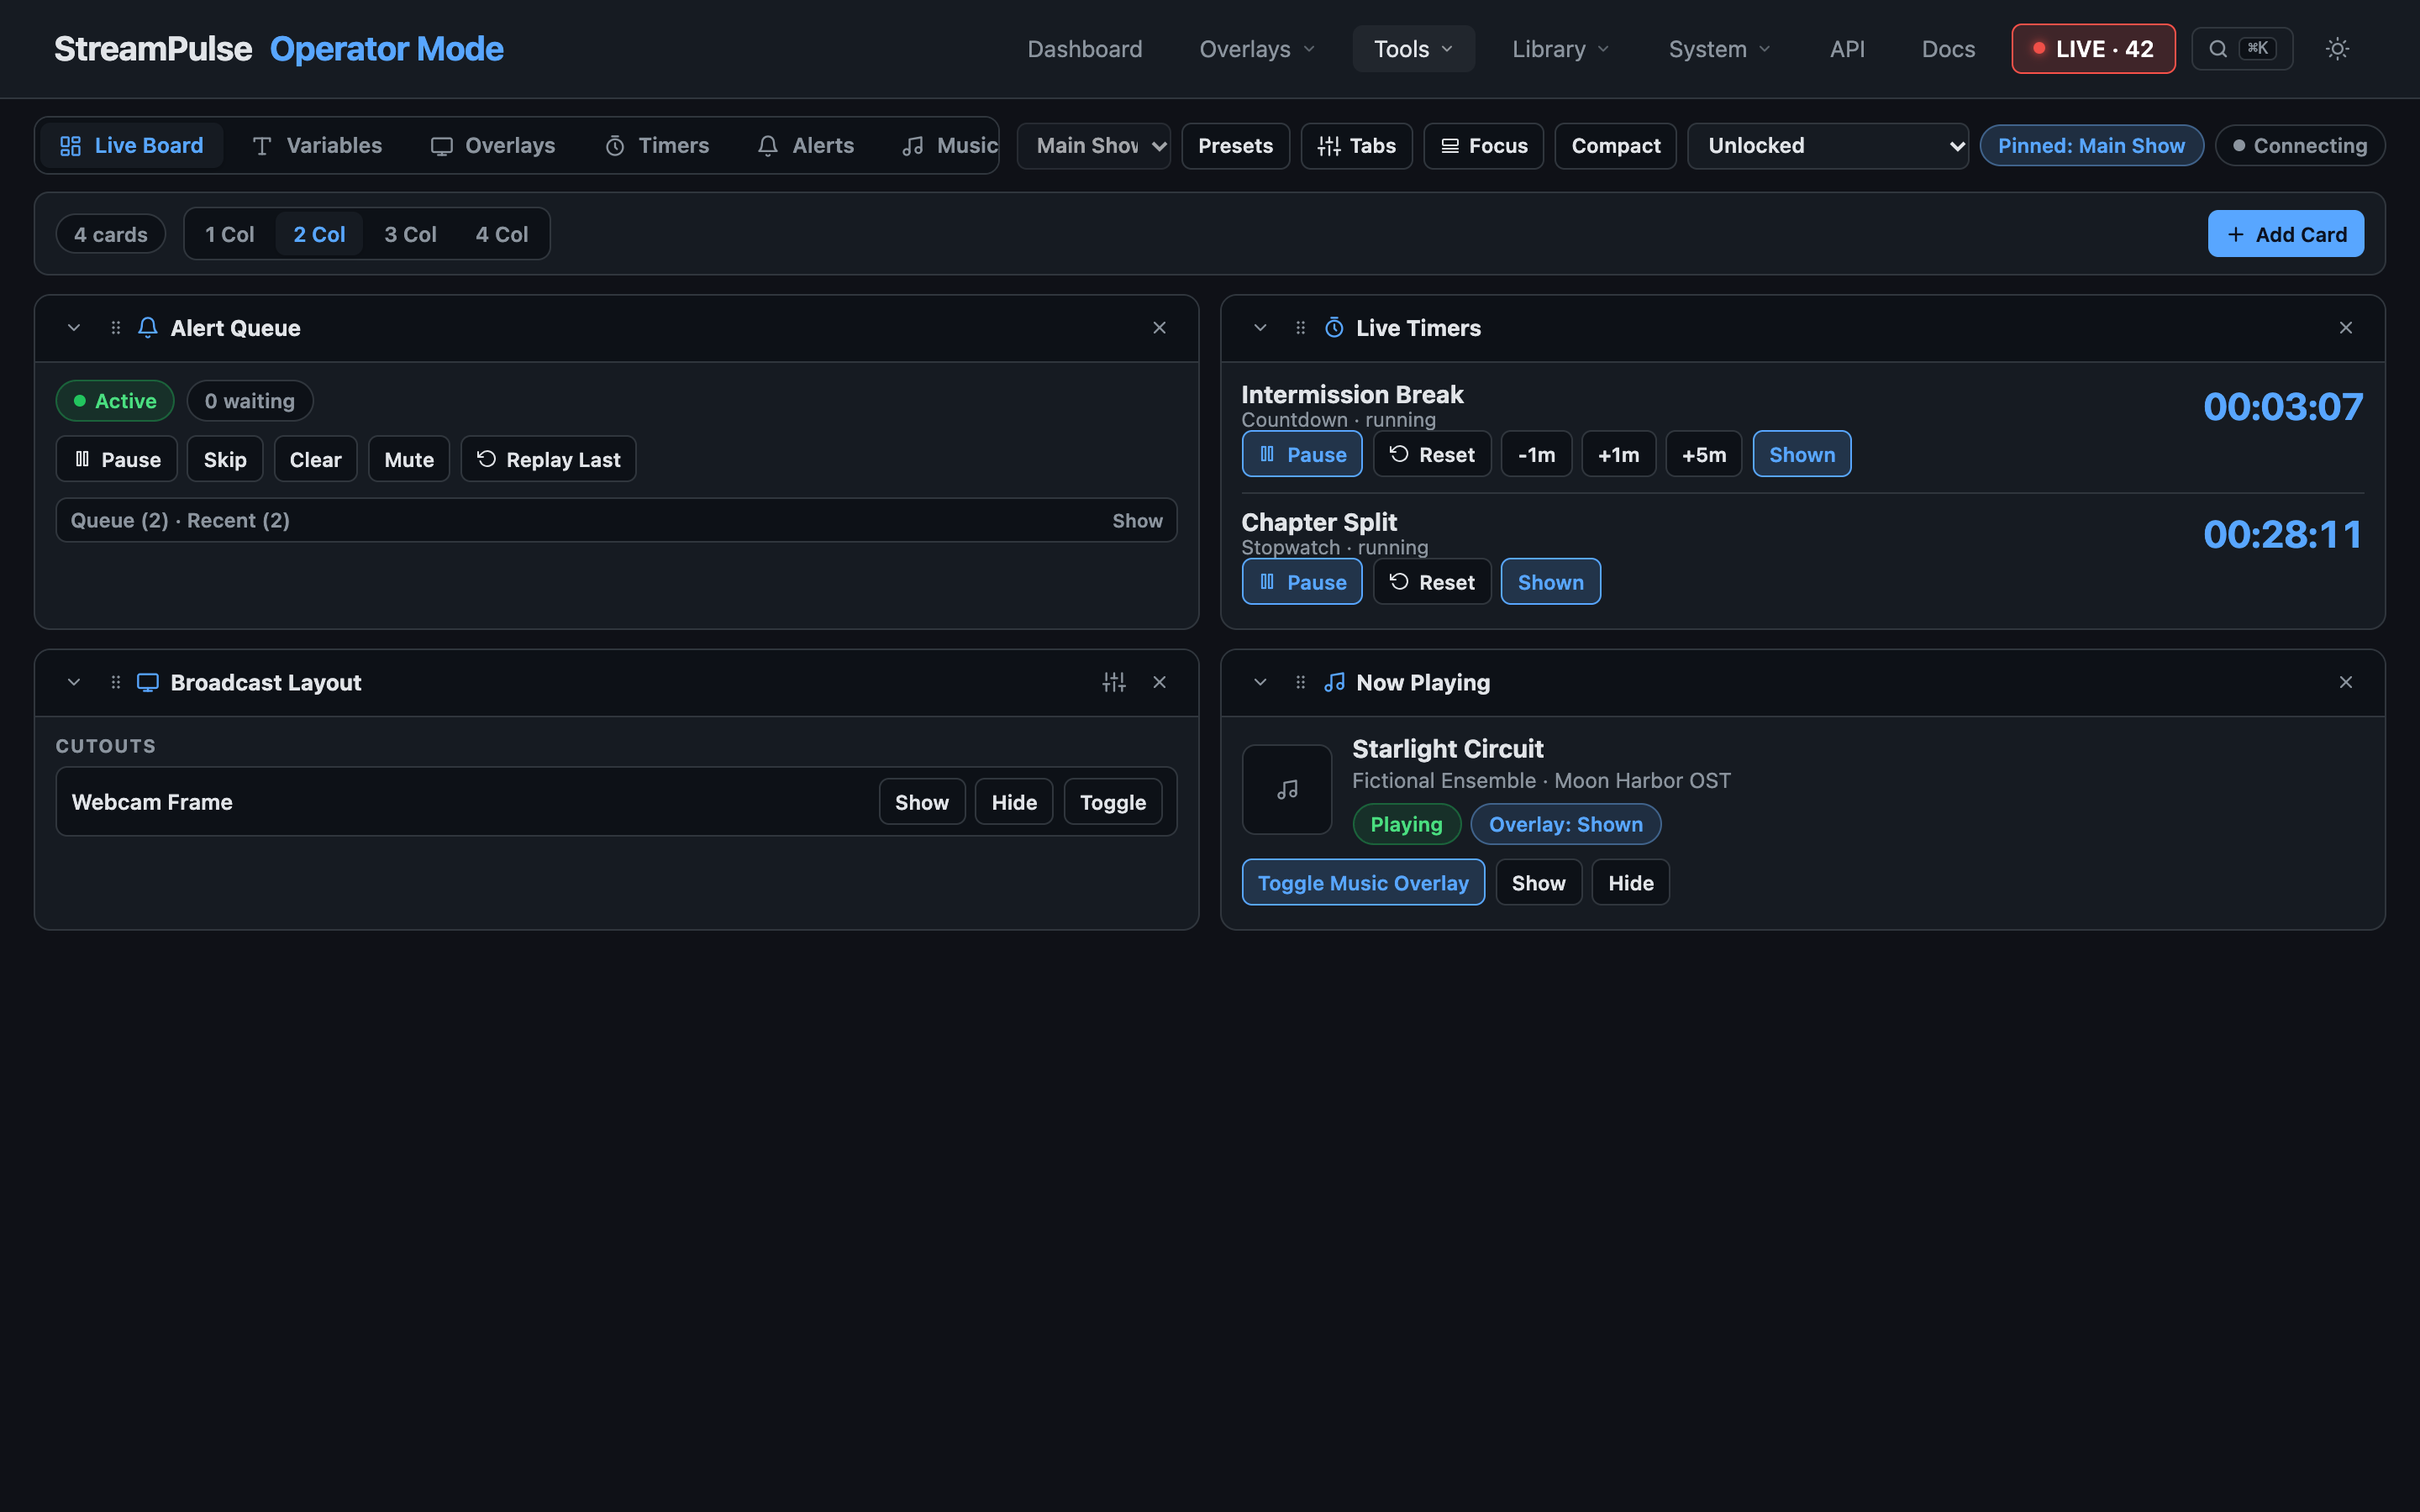 StreamPulse Operator Mode
Dashboard Overlays Tools Library System API Docs LIVE · 42 ⌘K
Live Board Variables Overlays Timers Alerts Music Main Shov Presets Tabs Focus Compact Unlocked Pinned: Main Show Connecting
4 cards 1 Col 2 Col 3 Col 4 Col + Add Card
Alert Queue
Active 0 waiting
Pause Skip Clear Mute Replay Last
Queue (2) · Recent (2) Show
Live Timers
Intermission Break 00:03:07
Countdown · running
Pause Reset -1m +1m +5m Shown
Chapter Split 00:28:11
Stopwatch · running
Pause Reset Shown
Broadcast Layout
CUTOUTS
Webcam Frame Show Hide Toggle
Now Playing
Starlight Circuit
Fictional Ensemble · Moon Harbor OST
Playing Overlay: Shown
Toggle Music Overlay Show Hide